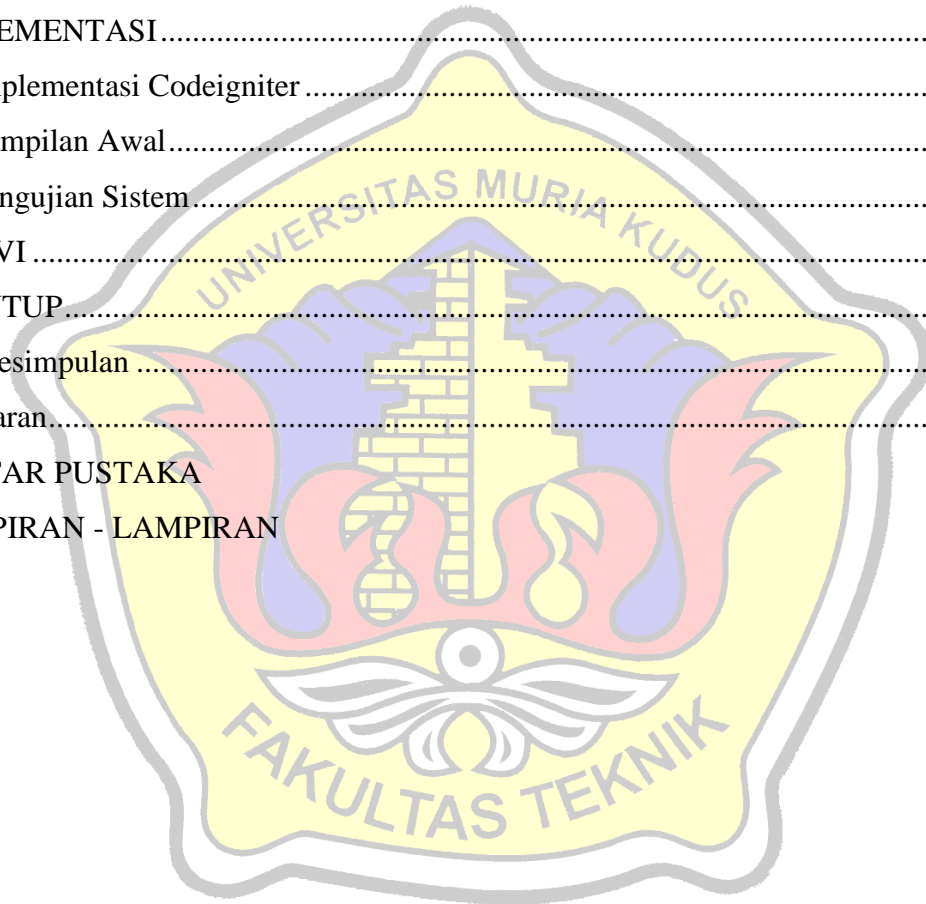 EMENTASI
plementasi Codeigniter
mpilan Awal
ngujian Sistem
VI
TUP
esimpulan
aran
AR PUSTAKA
PIRAN - LAMPIRAN
UNIVERSITAS MURIA KUDUS
FAKULTAS TEKNIK